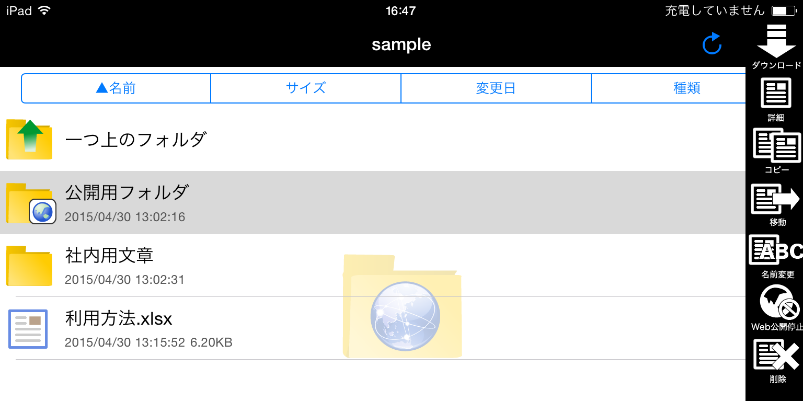 iPad 16:47 充電していません
sample
▲名前 サイズ 変更日 種類
一つ上のフォルダ
公開用フォルダ
2015/04/30 13:02:16
社内用文章
2015/04/30 13:02:31
利用方法.xlsx
2015/04/30 13:15:52 6.20KB
ダウンロード
詳細
コピー
移動
ABC
名前変更
Web公開停止
削除